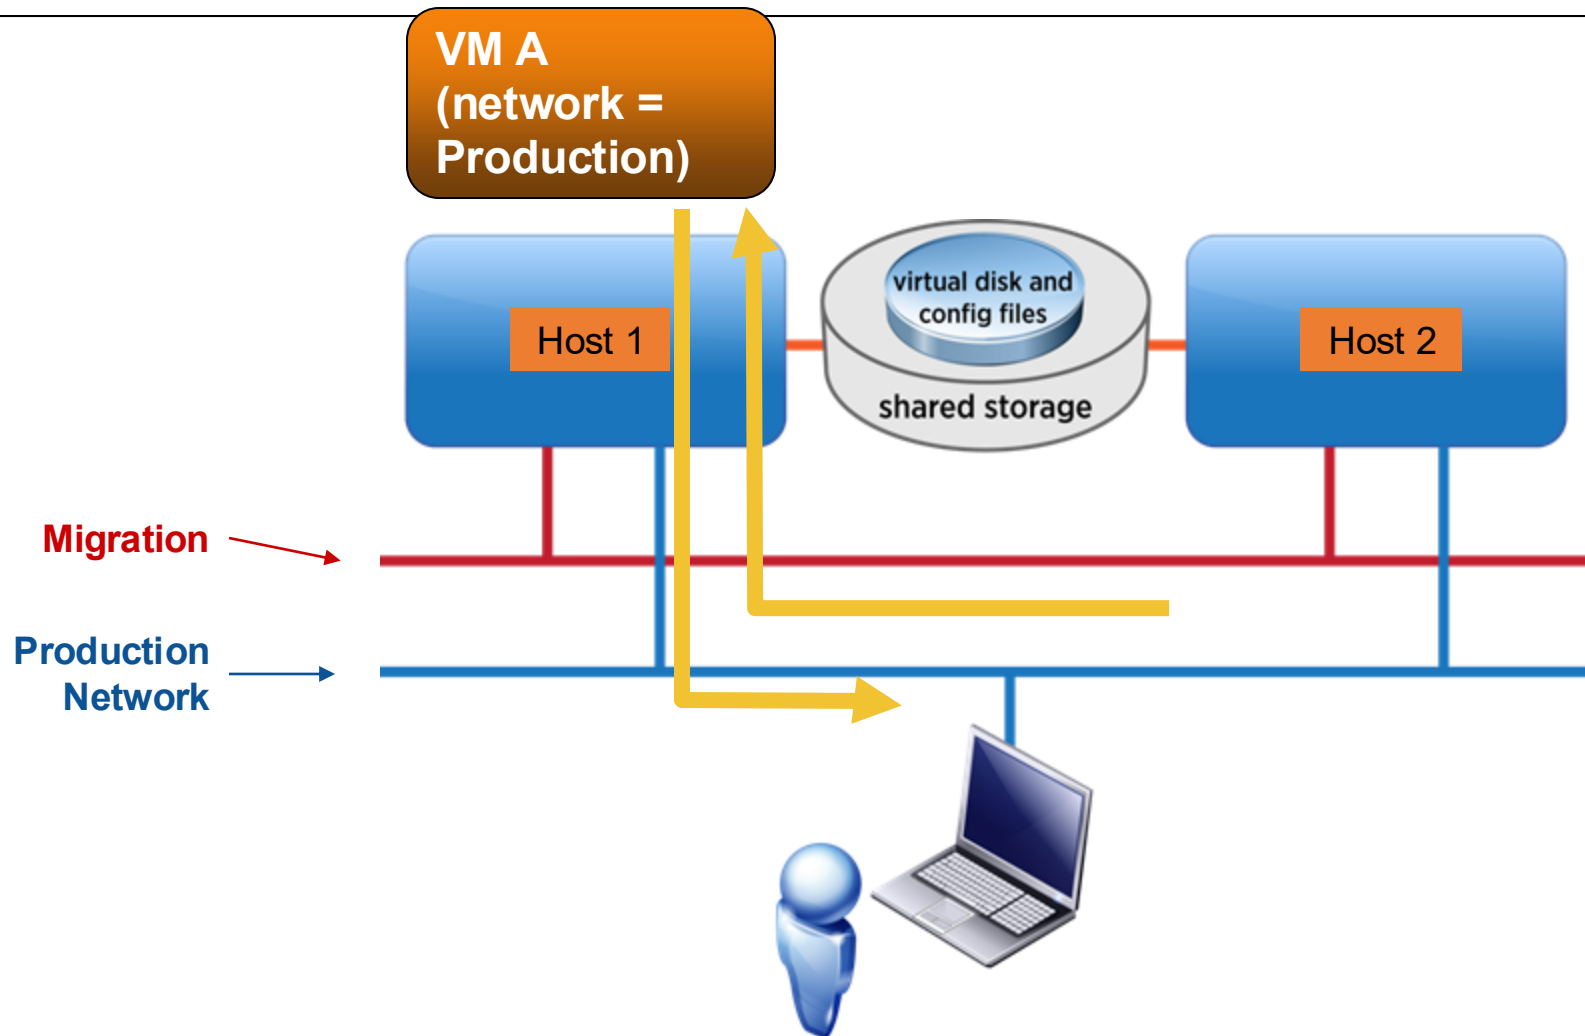 VM A
(network =
Production)
virtual disk and
config files
Host 1
Host 2
shared storage
Migration
Production
Network